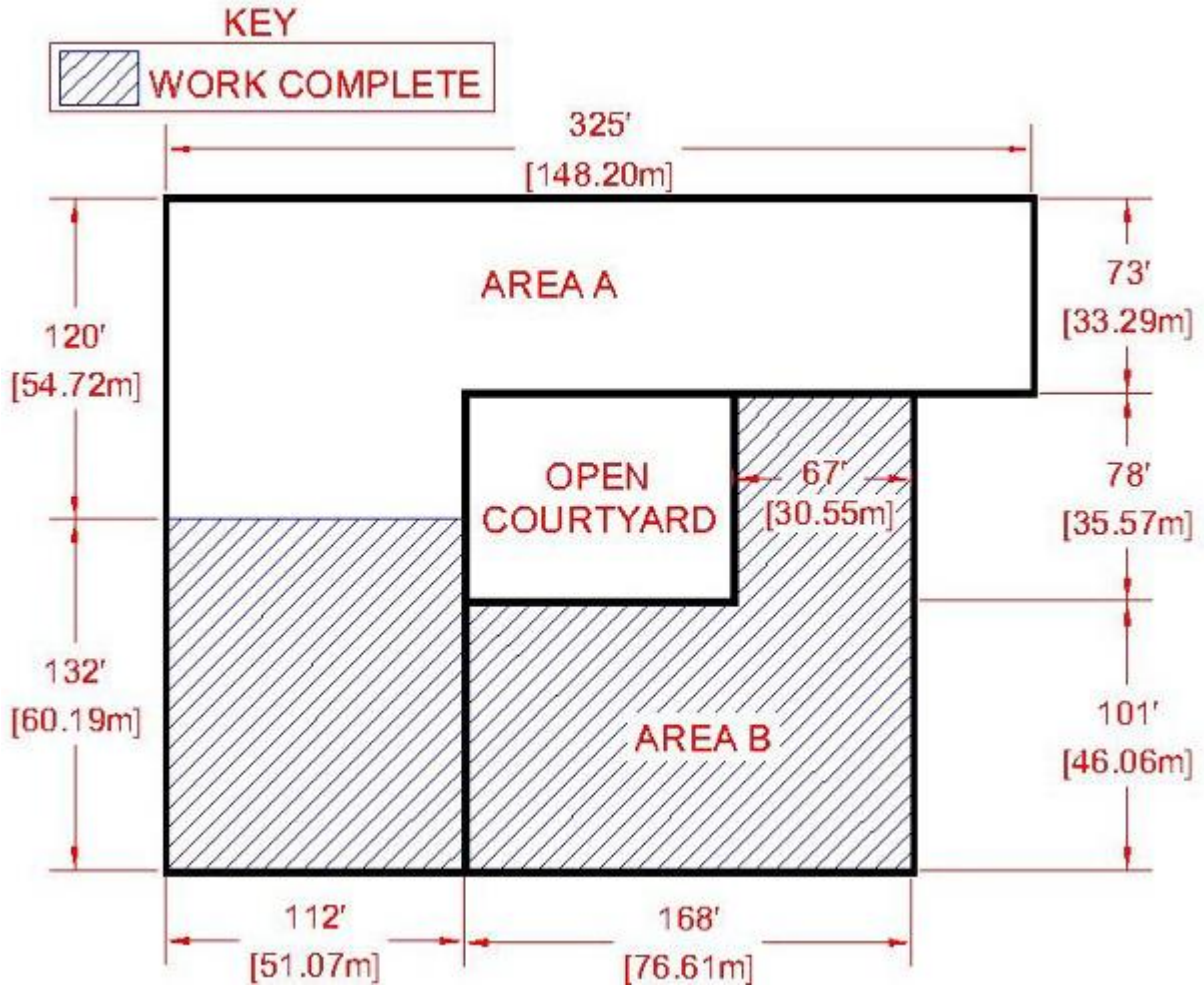 KEY
WORK COMPLETE
325'
[148.20m]
AREA A
73'
[33.29m]
120'
[54.72m]
OPEN
COURTYARD
67'
[30.55m]
78'
[35.57m]
132'
[60.19m]
AREA B
101'
[46.06m]
112'
[51.07m]
168'
[76.61m]